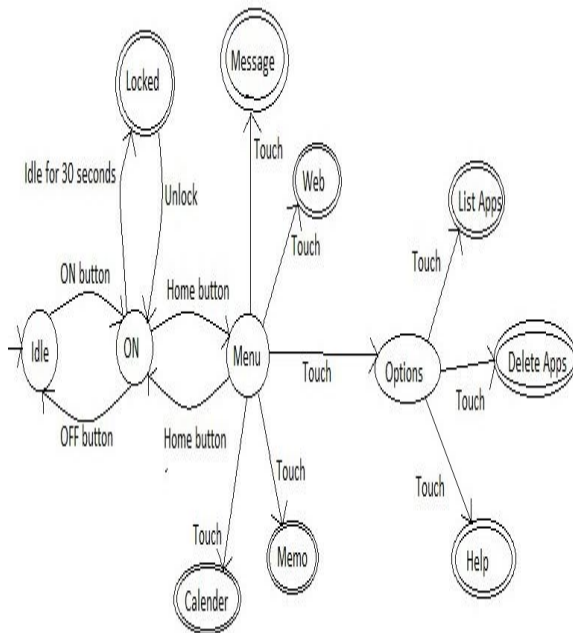 Locked
Message
Touch
Idle for 30 seconds
Unlock
Web
Touch
List Apps
Touch
ON button
Home button
Idle
ON
Menu
Touch
Options
Delete Apps
Touch
OFF button
Home button
Touch
Touch
Touch
Calender
Memo
Help